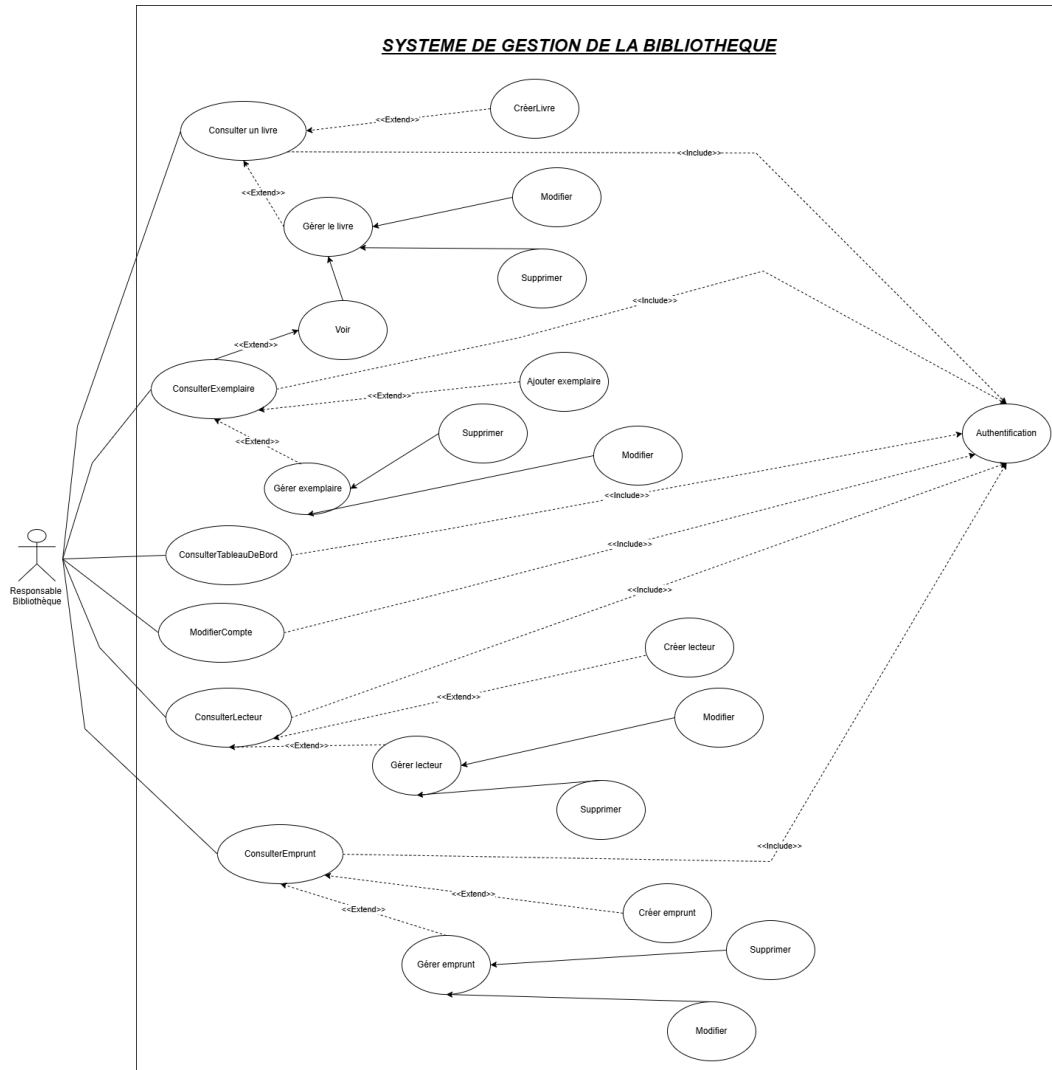 SYSTEME DE GESTION DE LA BIBLIOTHEQUE
CréerLivre
<<Extend>>
Consulter un livre
<<Include>>
<<Extend>>
Modifier
Gérer le livre
Supprimer
<<Include>>
Voir
<<Extend>>
ConsulterExemplaire
Ajouter exemplaire
<<Extend>>
Supprimer
Authentification
<<Extend>>
Modifier
Gérer exemplaire
<<Include>>
<<Include>>
ConsulterTableauDeBord
Responsable
Bibliothèque
<<Include>>
ModifierCompte
Créer lecteur
<<Extend>>
ConsulterLecteur
Modifier
<<Extend>>
Gérer lecteur
Supprimer
<<Include>>
ConsulterEmprunt
<<Extend>>
<<Extend>>
Créer emprunt
Supprimer
Gérer emprunt
Modifier